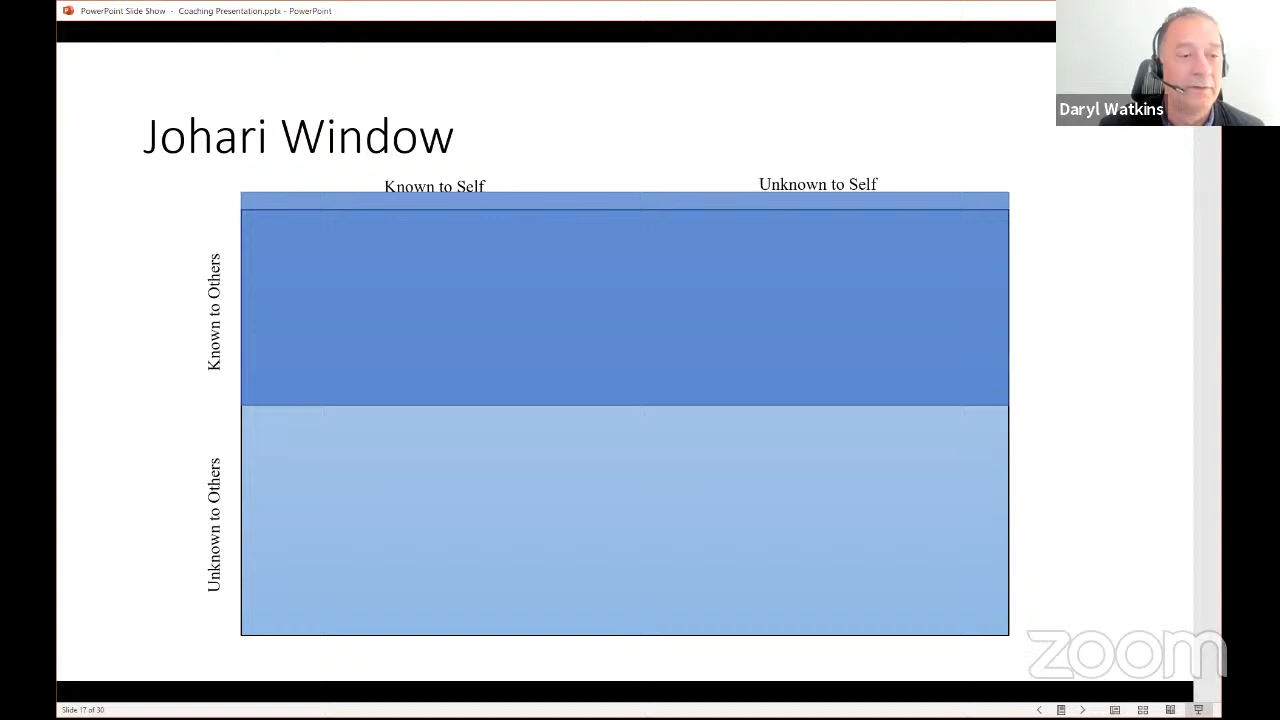 PowerPoint Slide Show - Coaching Presentation.pptx - PowerPoint
Daryl Watkins
Johari Window
Known to Self
Unknown to Self
Known to Others
Unknown to Others
zoom
Slide 17 of 30